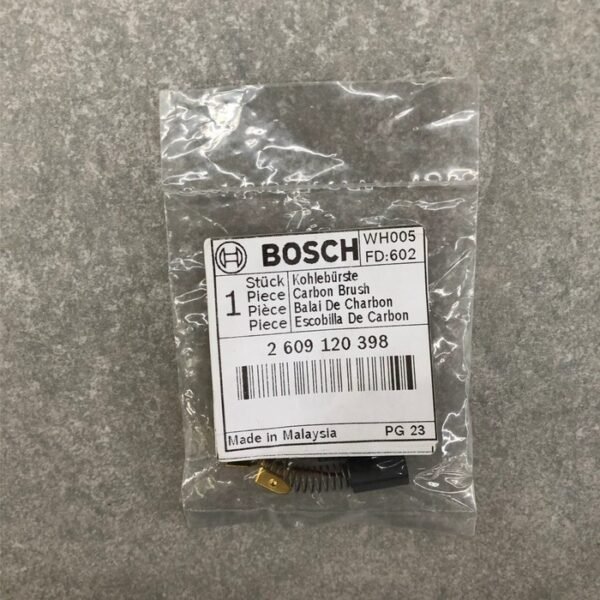 BOSCH
WH005
FD:602
1
Stück Kohlebürste
Piece Carbon Brush
Pièce Balai De Charbon
Piece Escobilla De Carbon
2 609 120 398
Made in Malaysia PG 23